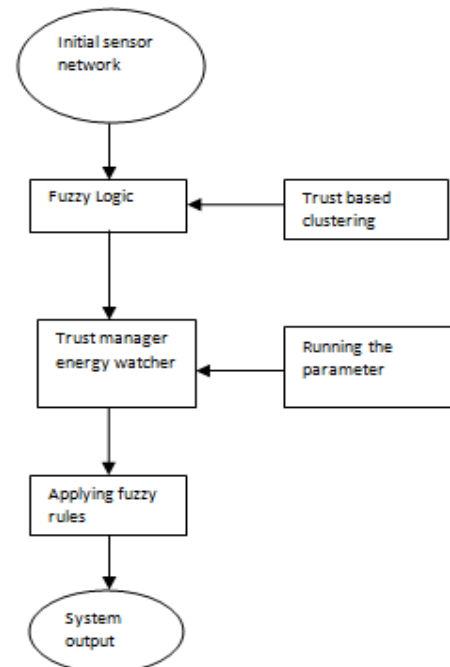 Initial sensor
network
Fuzzy Logic
Trust based
clustering
Trust manager
energy watcher
Running the
parameter
Applying fuzzy
rules
System
output